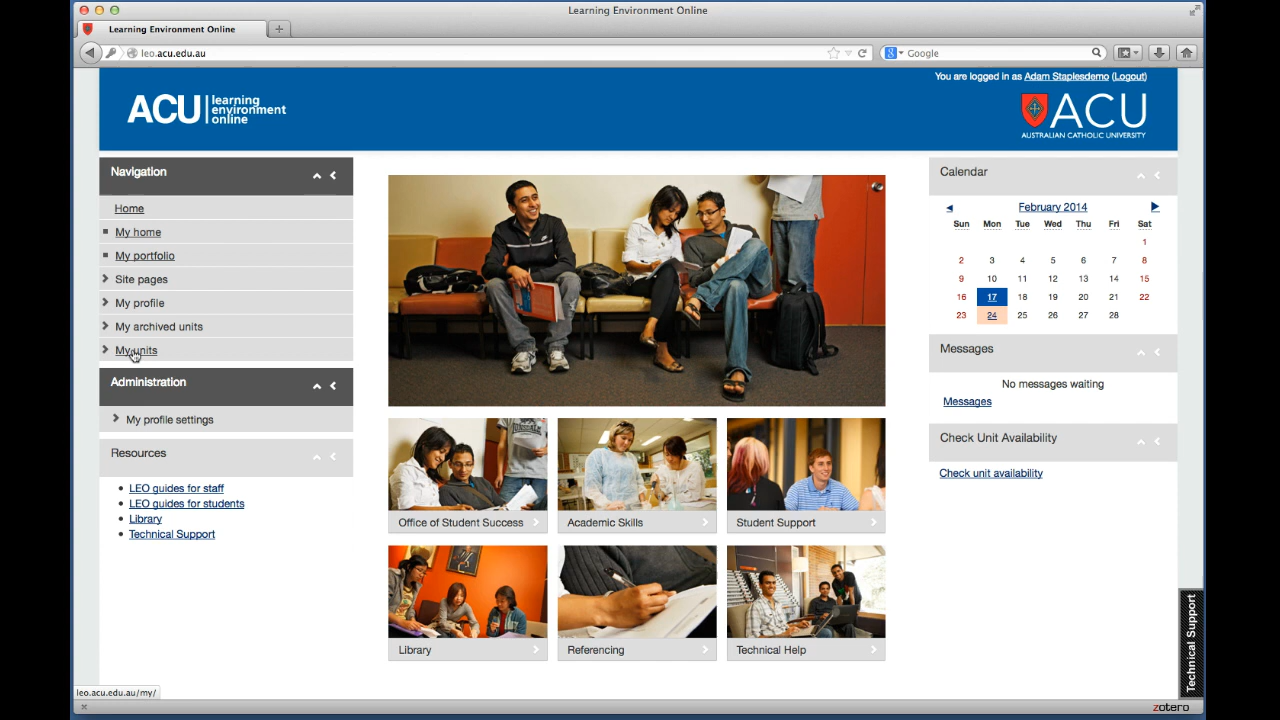 Learning Environment Online
Learning Environment Online
leo.acu.edu.au
Google
You are logged in as Adam Staplesdemo (Logout)
ACU learning environment online
ACU
AUSTRALIAN CATHOLIC UNIVERSITY
Navigation
Home
My home
My portfolio
Site pages
My profile
My archived units
My units
Administration
My profile settings
Resources
LEO guides for staff
LEO guides for students
Library
Technical Support
Office of Student Success
Academic Skills
Student Support
Library
Referencing
Technical Help
Calendar
February 2014
Sun Mon Tue Wed Thu Fri Sat
1
2 3 4 5 6 7 8
9 10 11 12 13 14 15
16 17 18 19 20 21 22
23 24 25 26 27 28
Messages
No messages waiting
Messages
Check Unit Availability
Check unit availability
Technical Support
leo.acu.edu.au/my/
zotero